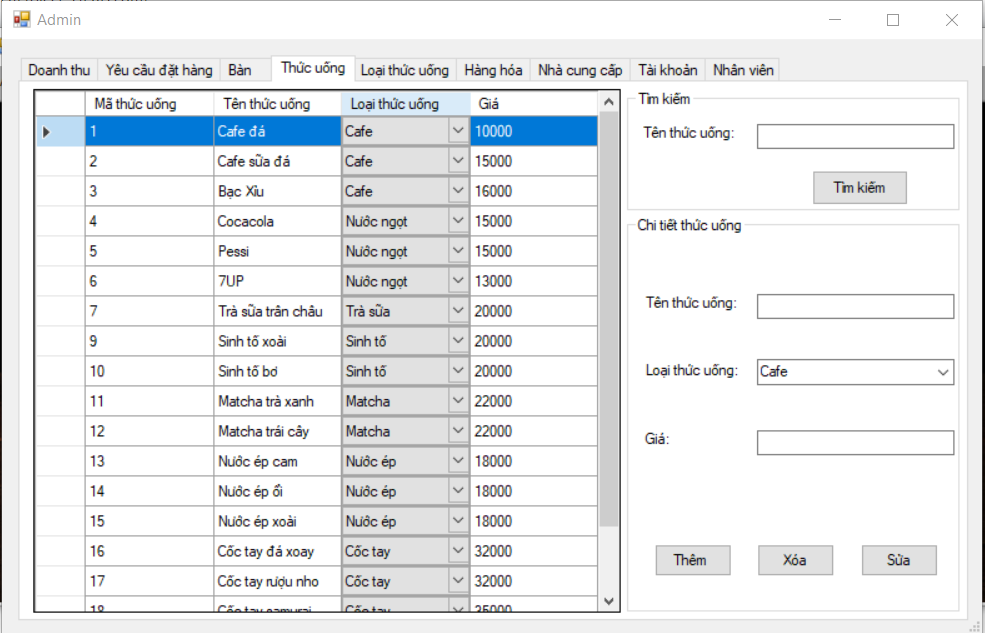 Admin
Doanh thu Yêu cầu đặt hàng Bàn Thức uống Loại thức uống Hàng hóa Nhà cung cấp Tài khoản Nhân viên
Mã thức uống Tên thức uống Loại thức uống Giá
1 Cafe đá Cafe 10000
2 Cafe sữa đá Cafe 15000
3 Bạc Xỉu Cafe 16000
4 Cocacola Nước ngọt 15000
5 Pessi Nước ngọt 15000
6 7UP Nước ngọt 13000
7 Trà sữa trân châu Trà sữa 20000
9 Sinh tố xoài Sinh tố 20000
10 Sinh tố bơ Sinh tố 20000
11 Matcha trà xanh Matcha 22000
12 Matcha trái cây Matcha 22000
13 Nước ép cam Nước ép 18000
14 Nước ép ổi Nước ép 18000
15 Nước ép xoài Nước ép 18000
16 Cốc tay đá xoay Cốc tay 32000
17 Cốc tay rượu nho Cốc tay 32000
18 Cốc tay samurai Cốc tay 35000
Tìm kiếm
Tên thức uống:
Tìm kiếm
Chi tiết thức uống
Tên thức uống:
Loại thức uống: Cafe
Giá:
Thêm Xóa Sửa